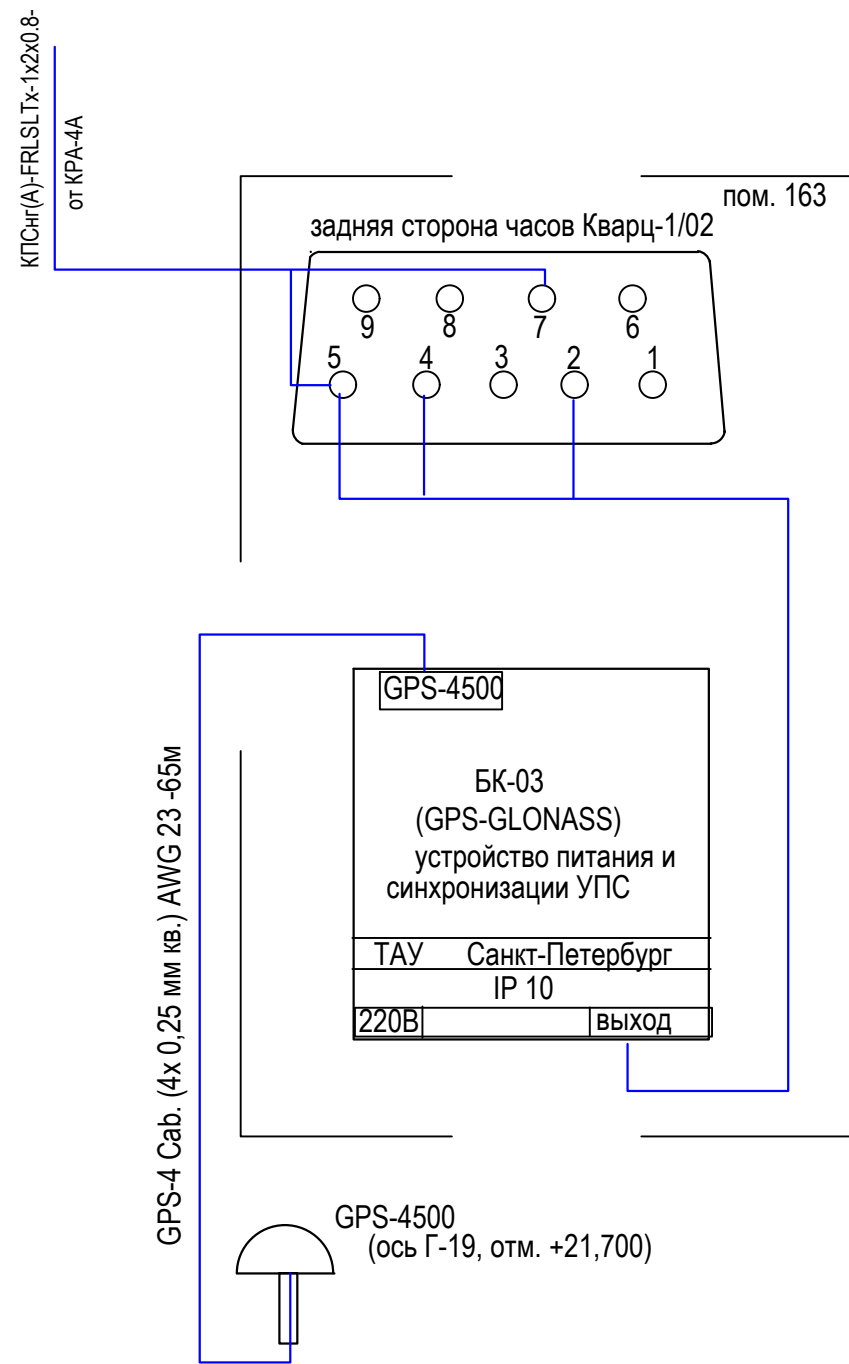 КПСнг(А)-FRLSLTx-1x2x0.8-
от КРА-4А
пом. 163
задняя сторона часов Кварц-1/02
9 8 7 6
5 4 3 2 1
GPS-4 Cab. (4x 0,25 мм кв.) AWG 23 -65м
GPS-4500
БК-03
(GPS-GLONASS)
устройство питания и
синхронизации УПС
ТАУ Санкт-Петербург
IP 10
220В выход
GPS-4500
(ось Г-19, отм. +21,700)